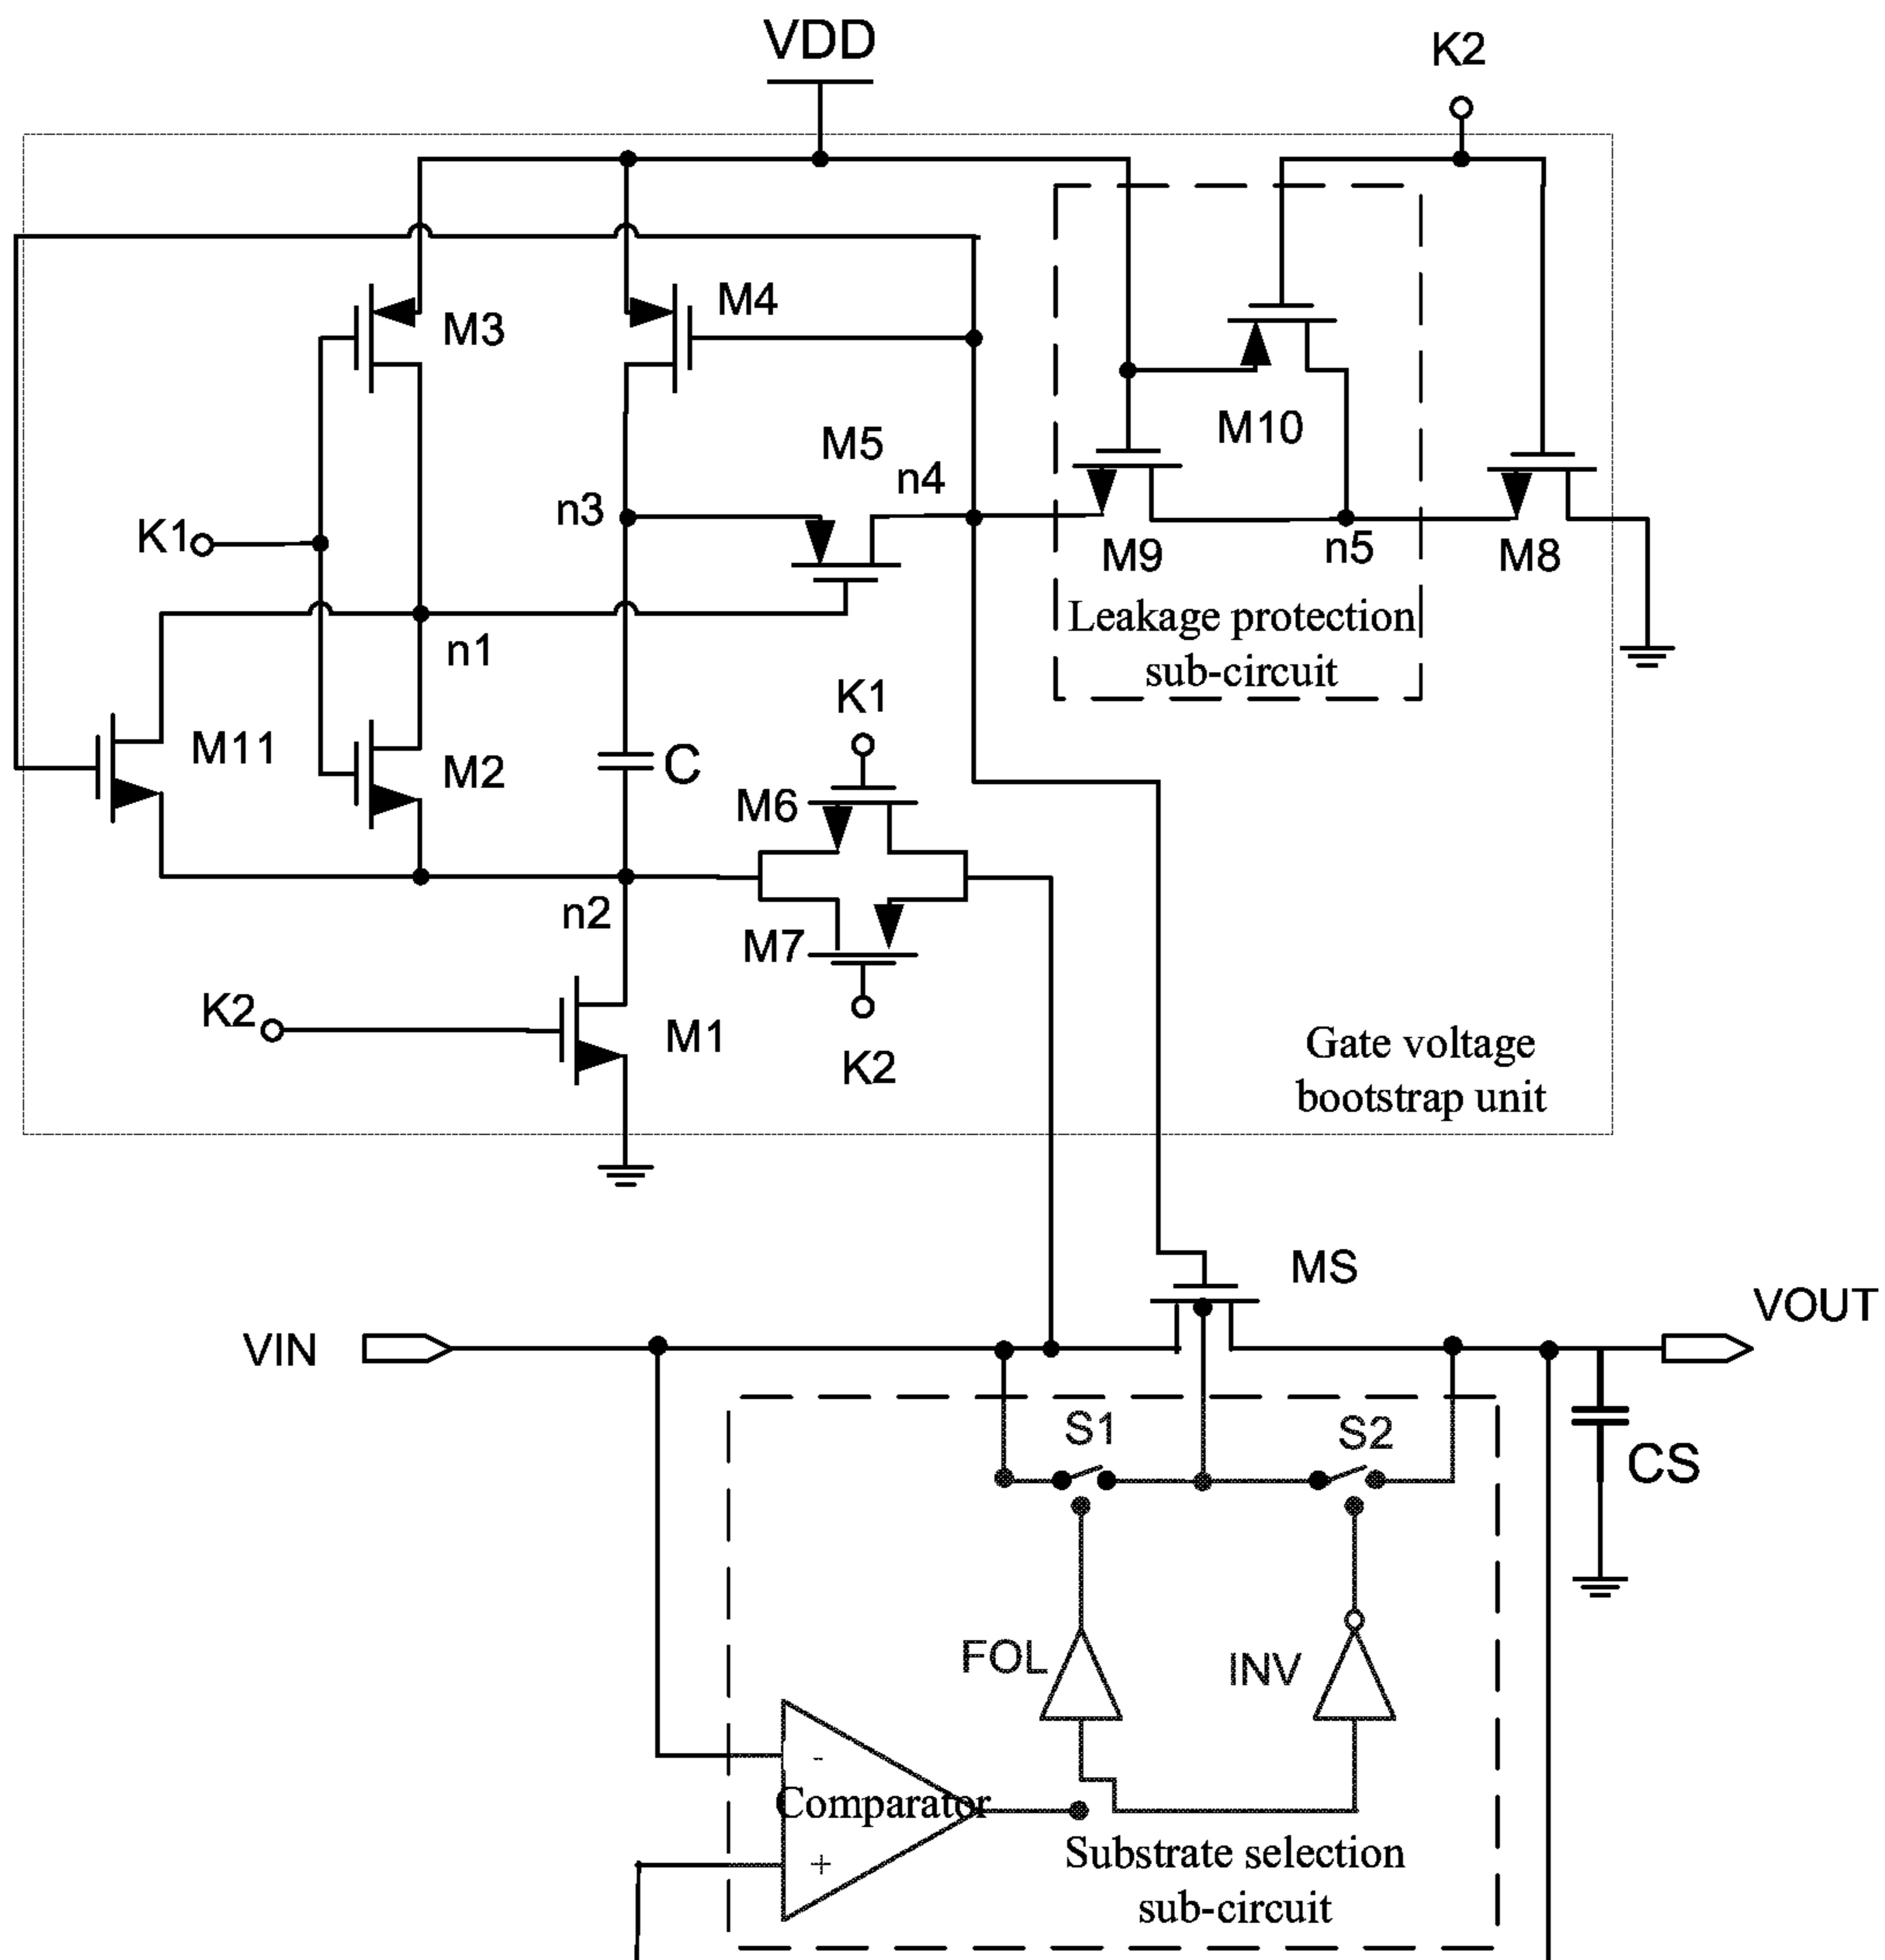 VDD
K2
M3
M4
M10
M5
n4
n3
K1
M9
n5
M8
Leakage protection
sub-circuit
n1
K1
M11
M2
C
M6
n2
M7
K2
M1
K2
Gate voltage
bootstrap unit
MS
VOUT
VIN
S1
S2
CS
FOL
INV
-
Comparator
+
Substrate selection
sub-circuit